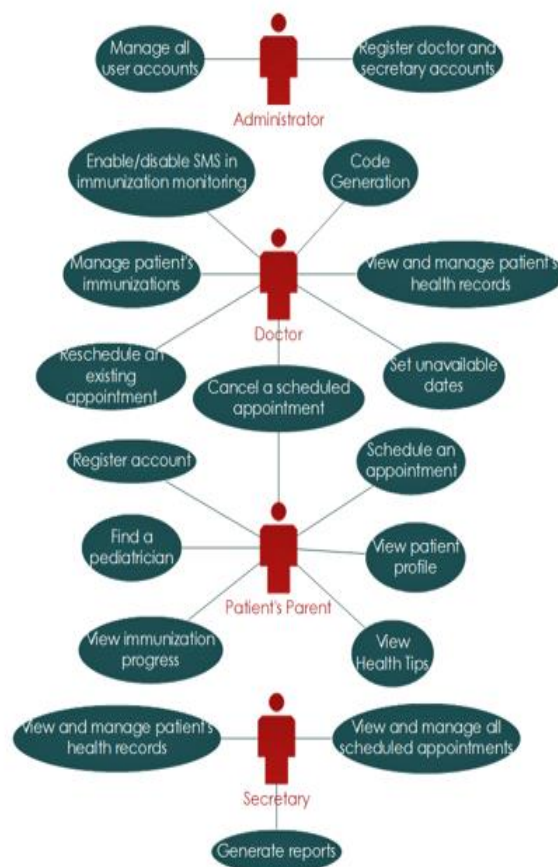 Manage all
user accounts
Register doctor and
secretary accounts
Administrator
Enable/disable SMS in
immunization monitoring
Code
Generation
Manage patient's
immunizations
View and manage patient's
health records
Doctor
Reschedule an
existing
appointment
Cancel a scheduled
appointment
Set unavailable
dates
Register account
Schedule an
appointment
Find a
pediatrician
View patient
profile
Patient's Parent
View immunization
progress
View
Health Tips
View and manage patient's
health records
View and manage all
scheduled appointments
Secretary
Generate reports